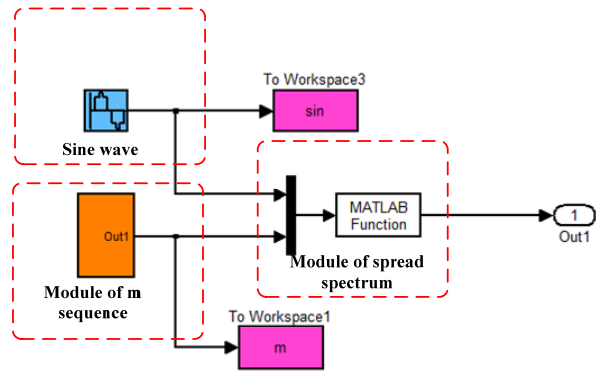 To Workspace3
sin
Sine wave
MATLAB
Function
1
Out1
Out1
Module of spread
spectrum
Module of m
sequence
To Workspace1
m